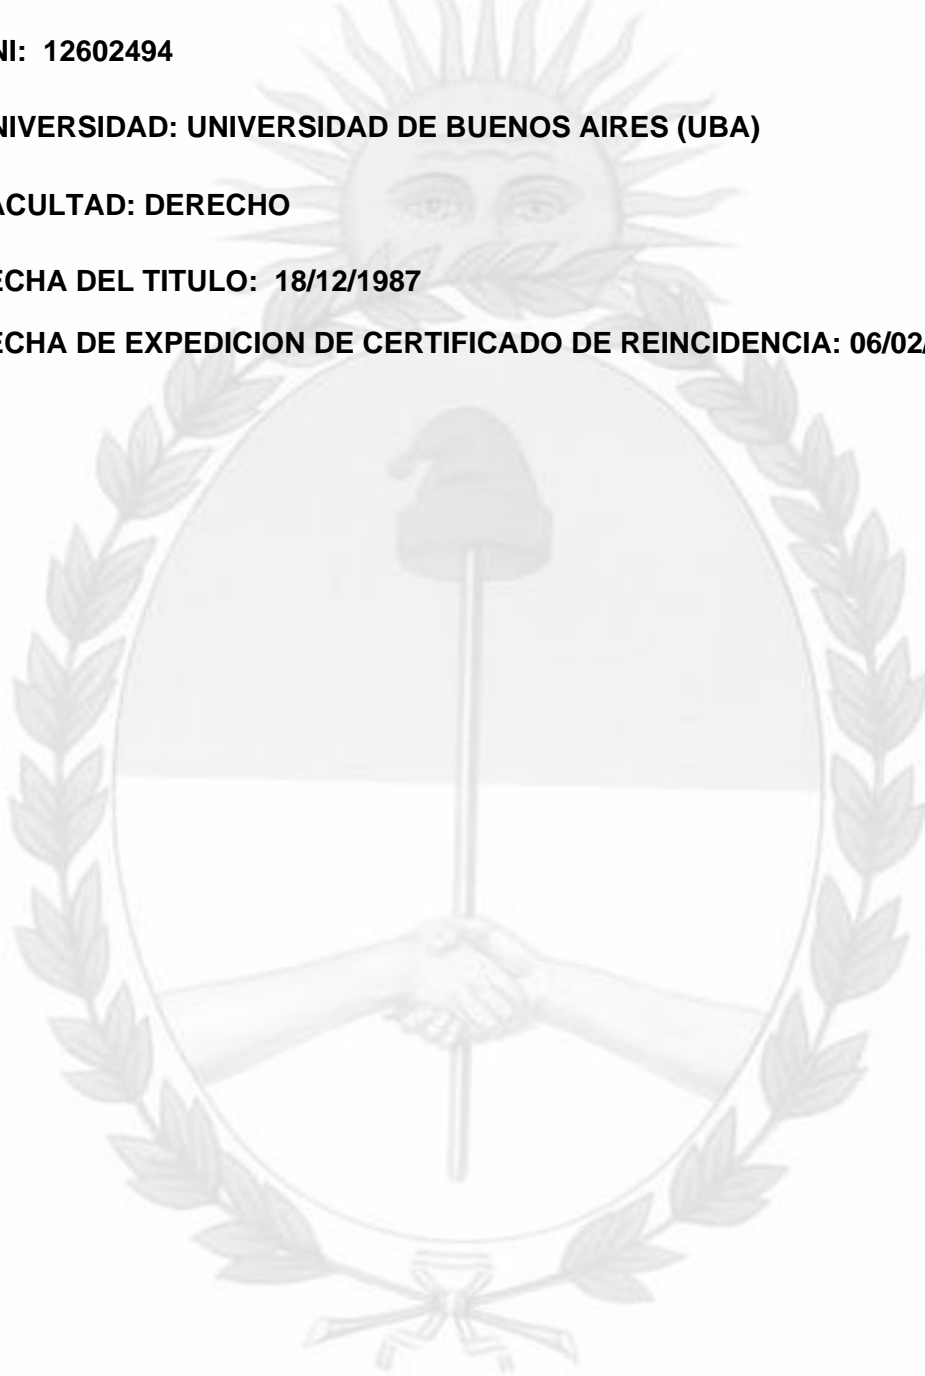 NI: 12602494
NIVERSIDAD: UNIVERSIDAD DE BUENOS AIRES (UBA)
ACULTAD: DERECHO
ECHA DEL TITULO: 18/12/1987
ECHA DE EXPEDICION DE CERTIFICADO DE REINCIDENCIA: 06/02/